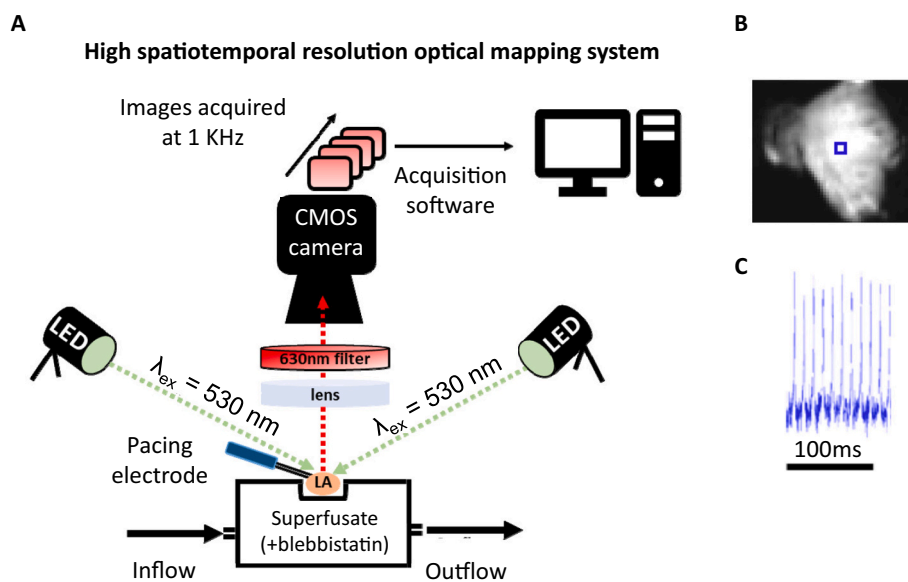 A
High spatiotemporal resolution optical mapping system
Images acquired
at 1 KHz
Acquisition
software
CMOS
camera
LED
LED
630nm filter
lens
λex = 530 nm
λex = 530 nm
Pacing
electrode
LA
Superfusate
(+blebbistatin)
Inflow
Outflow
B
C
100ms